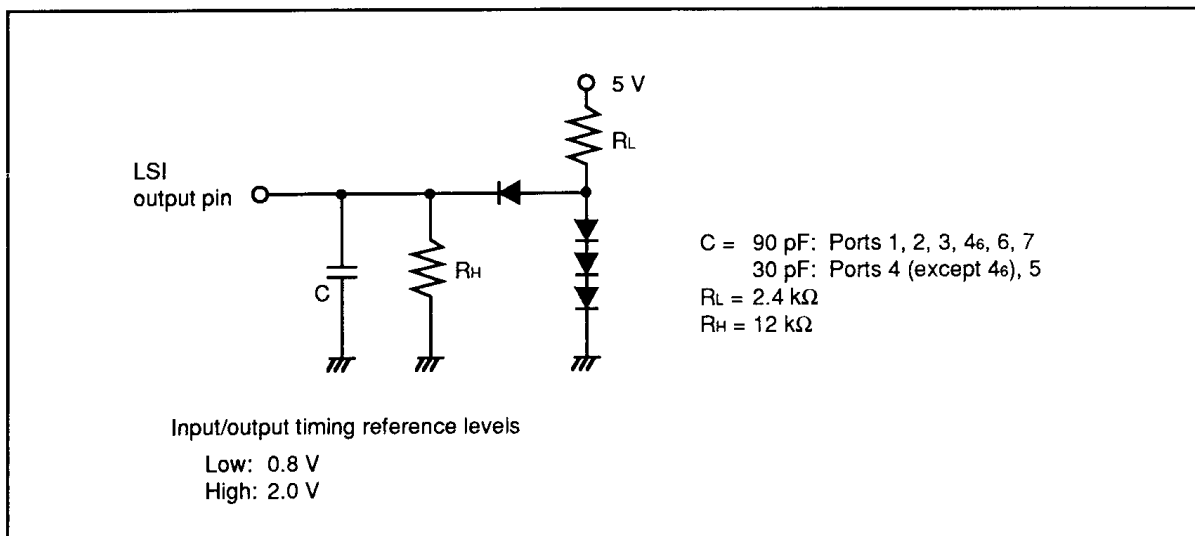 5 V
RL
LSI
output pin
C
RH
C = 90 pF: Ports 1, 2, 3, 46, 6, 7
30 pF: Ports 4 (except 46), 5
RL = 2.4 kΩ
RH = 12 kΩ
Input/output timing reference levels
Low: 0.8 V
High: 2.0 V